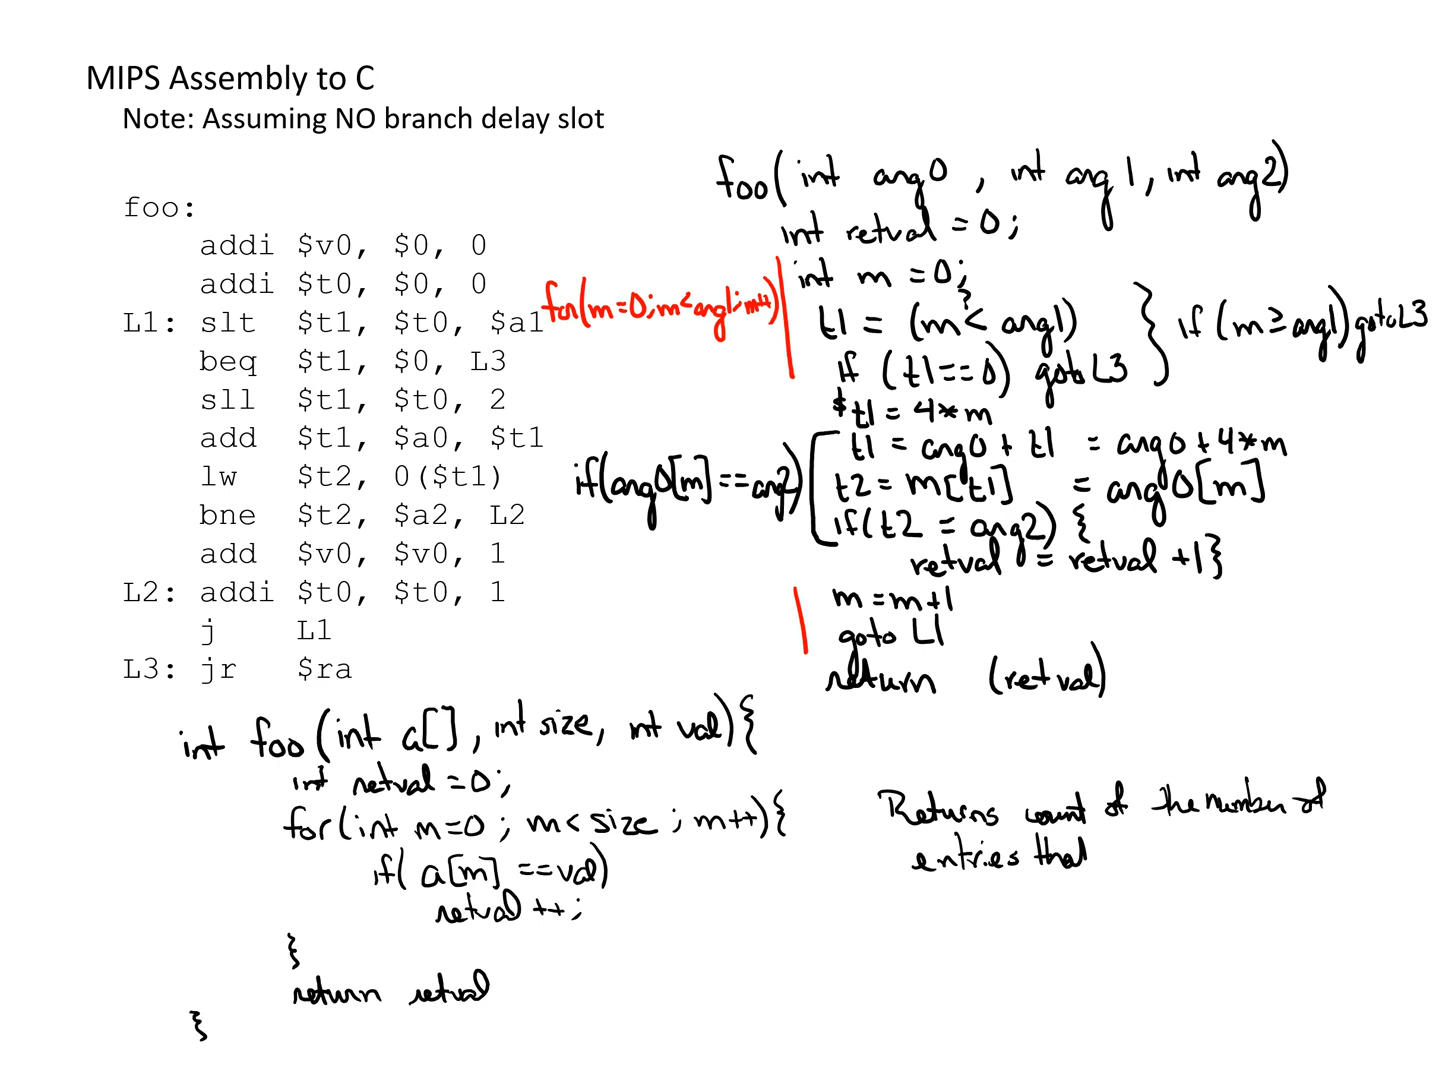 MIPS Assembly to C
Note: Assuming NO branch delay slot
foo:
addi $v0, $0, 0
addi $t0, $0, 0
L1: slt $t1, $t0, $a1
beq $t1, $0, L3
sll $t1, $t0, 2
add $t1, $a0, $t1
lw $t2, 0($t1)
bne $t2, $a2, L2
add $v0, $v0, 1
L2: addi $t0, $t0, 1
j L1
L3: jr $ra
foo(int arg0, int arg1, int arg2)
int retval = 0;
int m = 0;
for(m=0; m<arg1; m++)
t1 = (m < arg1)
if (t1==0) goto L3
} if (m ≥ arg1) goto L3
$t1 = 4*m
t1 = arg0 + t1 = arg0 + 4*m
if(arg0[m]==arg2)
t2 = m[t1] = arg0[m]
if(t2 = arg2) {
retval = retval +1}
m = m+1
goto L1
return (retval)
int foo (int a[], int size, int val){
int retval = 0;
for(int m=0; m< size; m++){
if( a[m] ==val)
retval ++;
}
return retval
}
Returns count of the number of
entries that